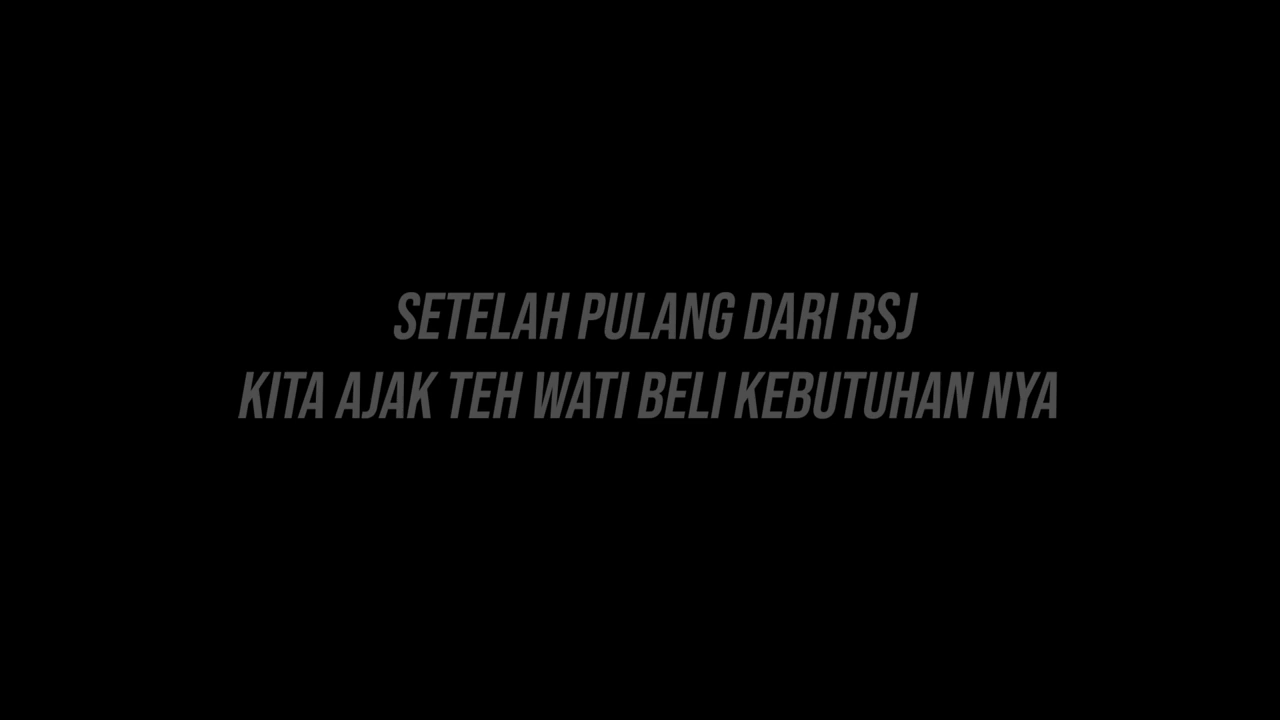 SETELAH PULANG DARI RSJ
KITA AJAK TEH WATI BELI KEBUTUHAN NYA